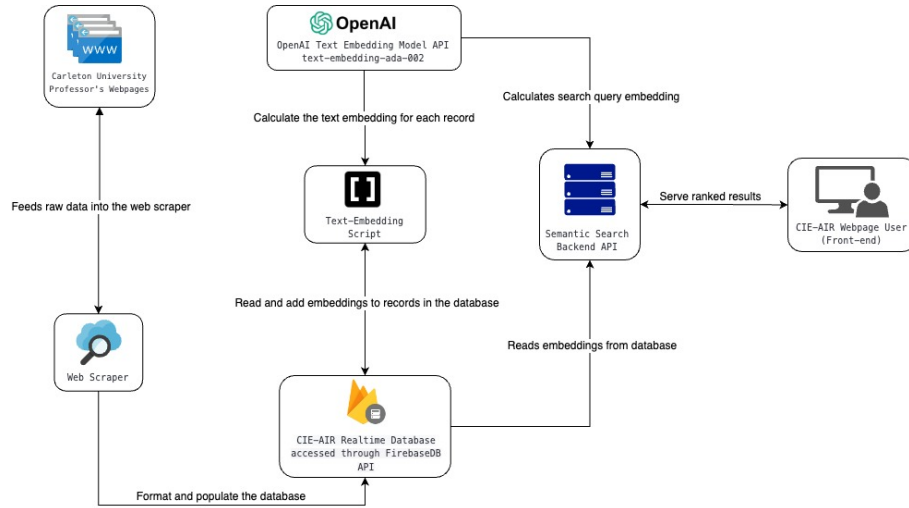 WWW
Carleton University
Professor's Webpages
OpenAI
OpenAI Text Embedding Model API
text-embedding-ada-002
Calculates search query embedding
Calculate the text embedding for each record
Feeds raw data into the web scraper
Text-Embedding
Script
Semantic Search
Backend API
Serve ranked results
CIE-AIR Webpage User
(Front-end)
Read and add embeddings to records in the database
Reads embeddings from database
Web Scraper
CIE-AIR Realtime Database
accessed through FirebaseDB
API
Format and populate the database